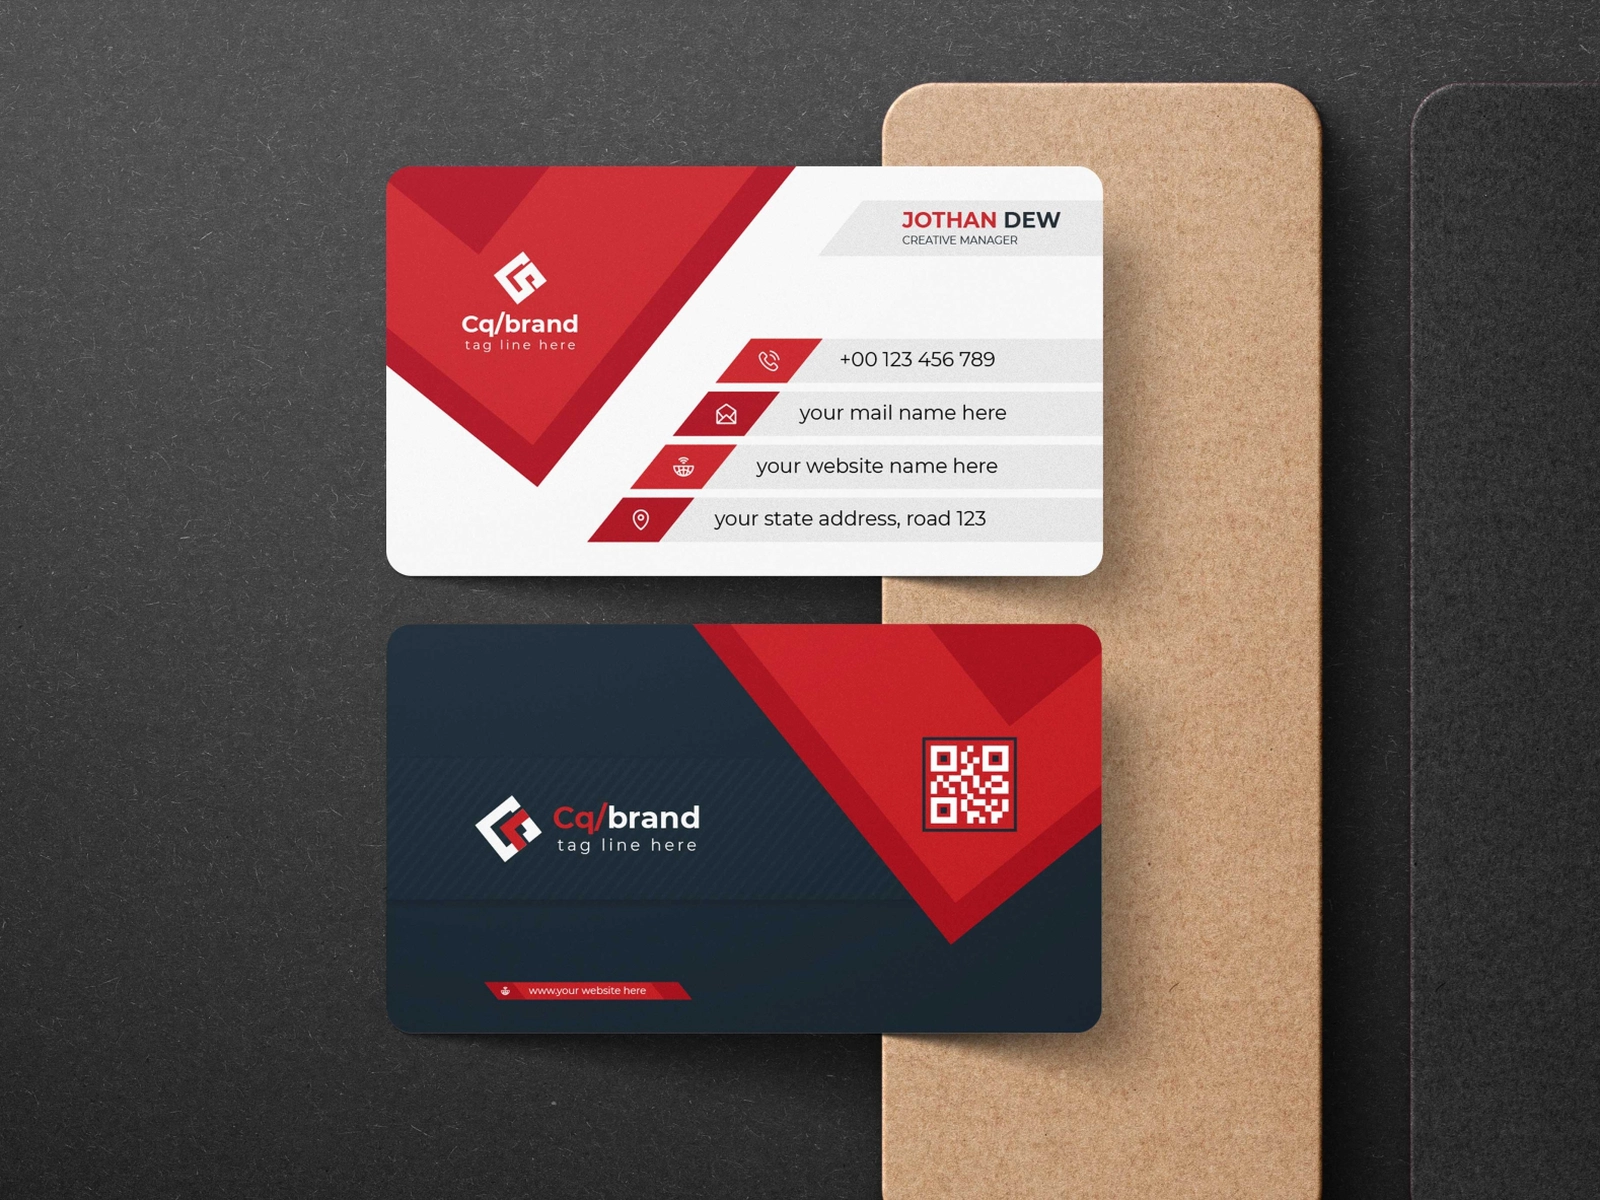 JOTHAN DEW
CREATIVE MANAGER
Cq/brand
tag line here
+00 123 456 789
your mail name here
your website name here
your state address, road 123
Cq/brand
tag line here
www.your website here